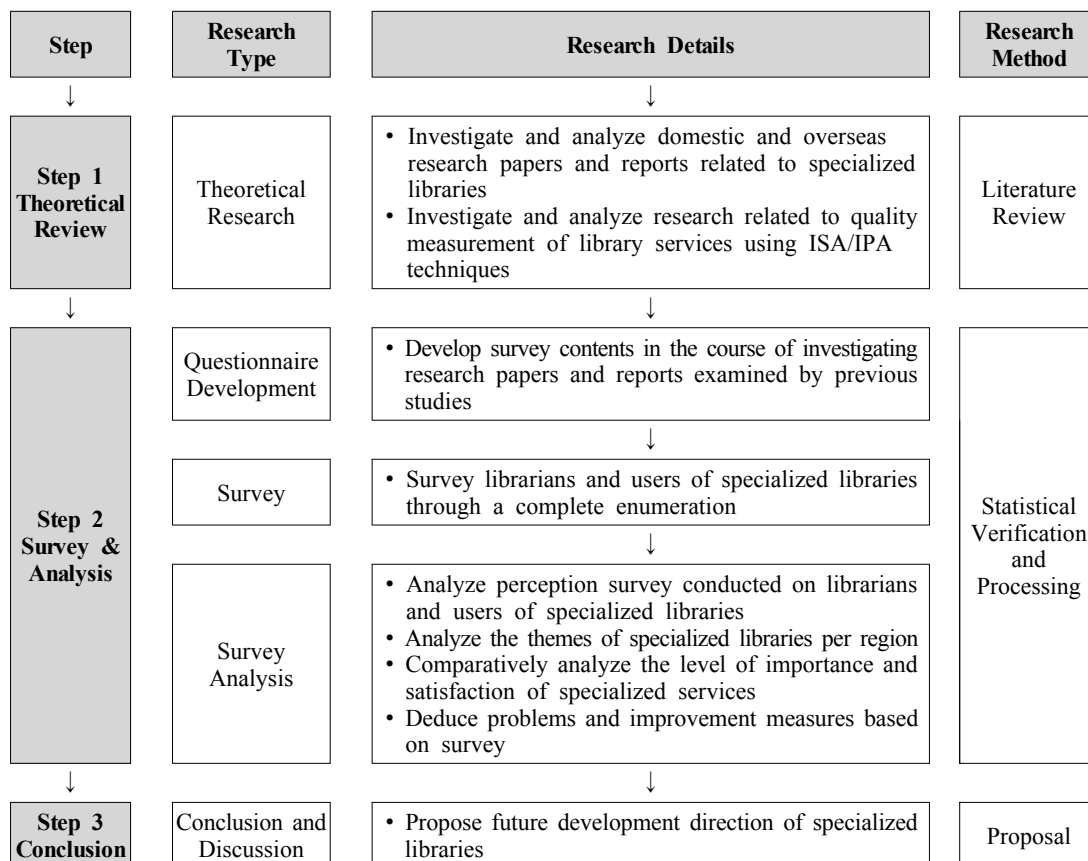 Step
Research
Type
Research Details
Research
Method
↓
↓
↓
Step 1
Theoretical
Review
Theoretical
Research
• Investigate and analyze domestic and overseas
research papers and reports related to specialized
libraries
• Investigate and analyze research related to quality
measurement of library services using ISA/IPA
techniques
Literature
Review
↓
↓
Step 2
Survey &
Analysis
Questionnaire
Development
• Develop survey contents in the course of investigating
research papers and reports examined by previous
studies
↓
Survey
• Survey librarians and users of specialized libraries
through a complete enumeration
↓
Survey
Analysis
• Analyze perception survey conducted on librarians
and users of specialized libraries
• Analyze the themes of specialized libraries per region
• Comparatively analyze the level of importance and
satisfaction of specialized services
• Deduce problems and improvement measures based
on survey
Statistical
Verification
and
Processing
↓
↓
Step 3
Conclusion
Conclusion and
Discussion
• Propose future development direction of specialized
libraries
Proposal